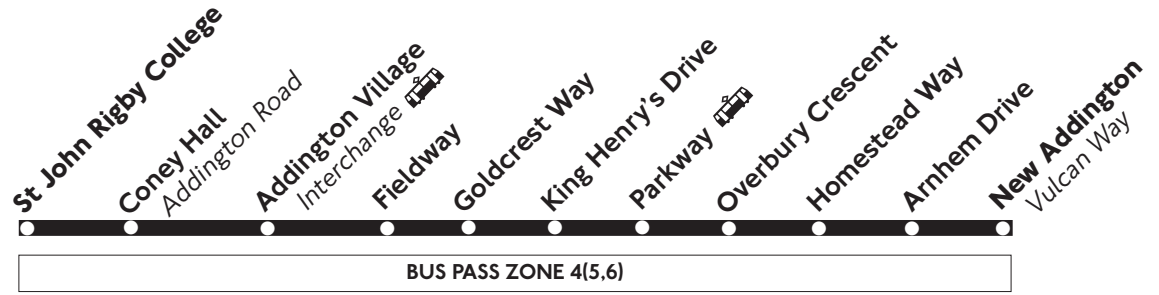 St John Rigby College
Coney Hall
Addington Road
Addington Village
Interchange
Fieldway
Goldcrest Way
King Henry's Drive
Parkway
Overbury Crescent
Homestead Way
Arnhem Drive
New Addington
Vulcan Way
BUS PASS ZONE 4(5,6)